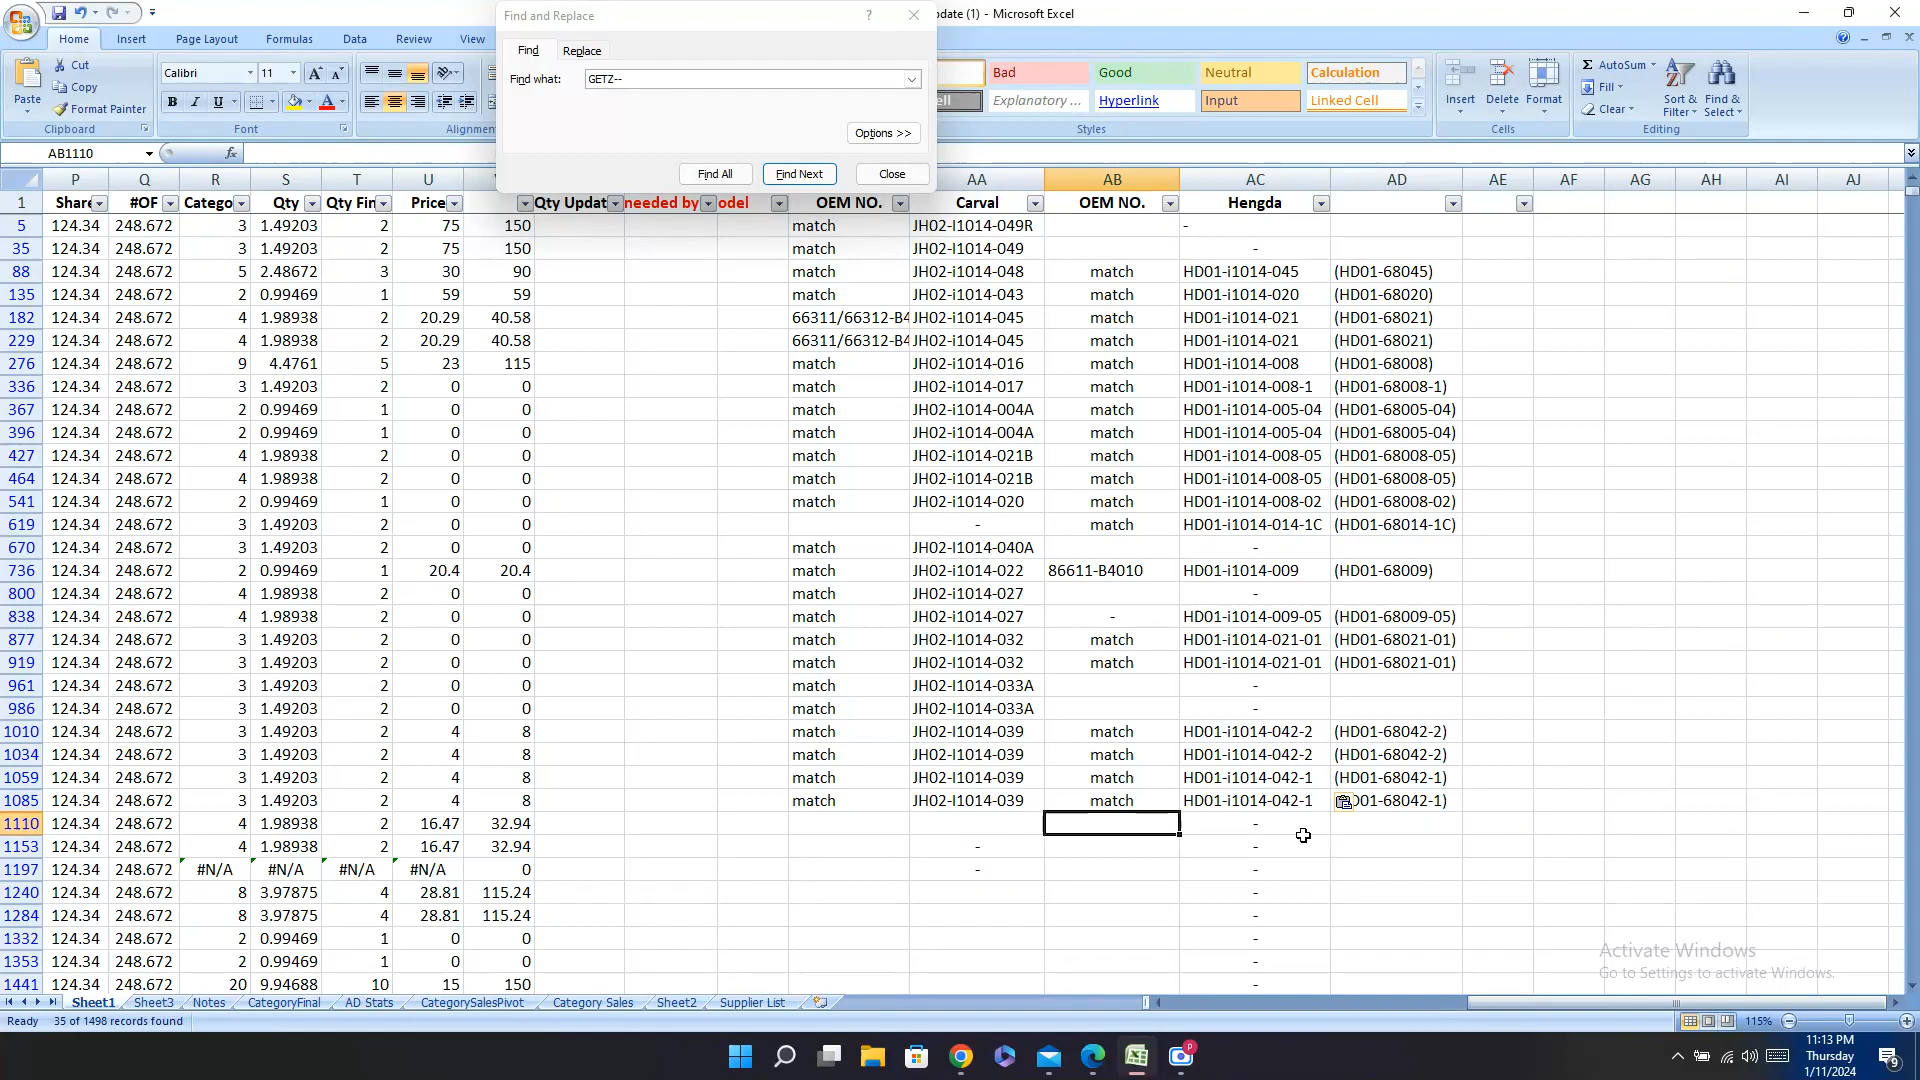 Find and Replace ? date (1) - Microsoft Excel
Home Insert Page Layout Formulas Data Review View
Find Replace
Find what: GETZ--
Options >>
Find All Find Next Close
Cut
Copy
Format Painter
Paste
Clipboard
Calibri 11
B I U
Font
Alignment
ell
Bad Good Neutral Calculation
Explanatory ... Hyperlink Input Linked Cell
Styles
Insert Delete Format
Cells
AutoSum
Fill
Clear
Sort & Filter
Find & Select
Editing
AB1110 fx
P Q R S T U AA AB AC AD AE AF AG AH AI AJ
1 Share #OF Catego Qty Qty Fin Price Qty Updat needed by odel OEM NO. Carval OEM NO. Hengda
5 124.34 248.672 3 1.49203 2 75 150 match JH02-I1014-049R -
35 124.34 248.672 3 1.49203 2 75 150 match JH02-I1014-049 -
88 124.34 248.672 5 2.48672 3 30 90 match JH02-i1014-048 match HD01-i1014-045 (HD01-68045)
135 124.34 248.672 2 0.99469 1 59 59 match JH02-i1014-043 match HD01-i1014-020 (HD01-68020)
182 124.34 248.672 4 1.98938 2 20.29 40.58 66311/66312-B4 JH02-i1014-045 match HD01-i1014-021 (HD01-68021)
229 124.34 248.672 4 1.98938 2 20.29 40.58 66311/66312-B4 JH02-i1014-045 match HD01-i1014-021 (HD01-68021)
276 124.34 248.672 9 4.4761 5 23 115 match JH02-i1014-016 match HD01-i1014-008 (HD01-68008)
336 124.34 248.672 3 1.49203 2 0 0 match JH02-i1014-017 match HD01-i1014-008-1 (HD01-68008-1)
367 124.34 248.672 2 0.99469 1 0 0 match JH02-i1014-004A match HD01-i1014-005-04 (HD01-68005-04)
396 124.34 248.672 2 0.99469 1 0 0 match JH02-i1014-004A match HD01-i1014-005-04 (HD01-68005-04)
427 124.34 248.672 4 1.98938 2 0 0 match JH02-i1014-021B match HD01-i1014-008-05 (HD01-68008-05)
464 124.34 248.672 4 1.98938 2 0 0 match JH02-i1014-021B match HD01-i1014-008-05 (HD01-68008-05)
541 124.34 248.672 2 0.99469 1 0 0 match JH02-i1014-020 match HD01-i1014-008-02 (HD01-68008-02)
619 124.34 248.672 3 1.49203 2 0 0 - match HD01-i1014-014-1C (HD01-68014-1C)
670 124.34 248.672 3 1.49203 2 0 0 match JH02-I1014-040A -
736 124.34 248.672 2 0.99469 1 20.4 20.4 match JH02-i1014-022 86611-B4010 HD01-i1014-009 (HD01-68009)
800 124.34 248.672 4 1.98938 2 0 0 match JH02-i1014-027 -
838 124.34 248.672 4 1.98938 2 0 0 match JH02-i1014-027 - HD01-i1014-009-05 (HD01-68009-05)
877 124.34 248.672 3 1.49203 2 0 0 match JH02-I1014-032 match HD01-i1014-021-01 (HD01-68021-01)
919 124.34 248.672 3 1.49203 2 0 0 match JH02-I1014-032 match HD01-i1014-021-01 (HD01-68021-01)
961 124.34 248.672 3 1.49203 2 0 0 match JH02-I1014-033A -
986 124.34 248.672 3 1.49203 2 0 0 match JH02-I1014-033A -
1010 124.34 248.672 3 1.49203 2 4 8 match JH02-I1014-039 match HD01-i1014-042-2 (HD01-68042-2)
1034 124.34 248.672 3 1.49203 2 4 8 match JH02-I1014-039 match HD01-i1014-042-2 (HD01-68042-2)
1059 124.34 248.672 3 1.49203 2 4 8 match JH02-I1014-039 match HD01-i1014-042-1 (HD01-68042-1)
1085 124.34 248.672 3 1.49203 2 4 8 match JH02-I1014-039 match HD01-i1014-042-1 D01-68042-1)
1110 124.34 248.672 4 1.98938 2 16.47 32.94 -
1153 124.34 248.672 4 1.98938 2 16.47 32.94 - -
1197 124.34 248.672 #N/A #N/A #N/A #N/A 0 - -
1240 124.34 248.672 8 3.97875 4 28.81 115.24 -
1284 124.34 248.672 8 3.97875 4 28.81 115.24 -
1332 124.34 248.672 2 0.99469 1 0 0 -
1353 124.34 248.672 2 0.99469 1 0 0 -
1441 124.34 248.672 20 9.94688 10 15 150 -
Activate Windows
Go to Settings to activate Windows.
Sheet1 Sheet3 Notes CategoryFinal AD Stats CategorySalesPivot Category Sales Sheet2 Supplier List
Ready 35 of 1498 records found 115%
11:13 PM
Thursday
1/11/2024
P
9